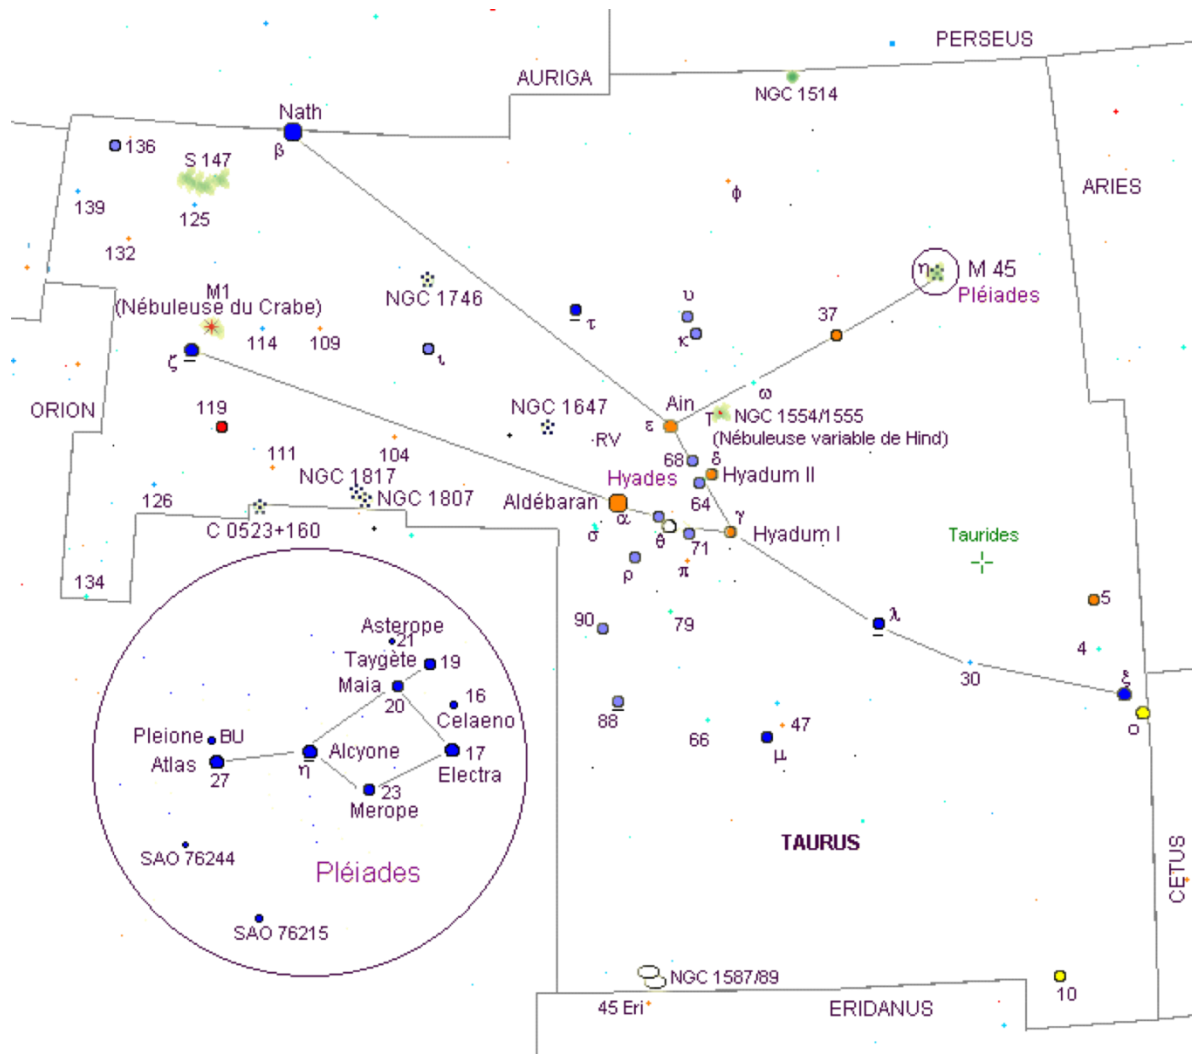 PERSEUS
AURIGA
NGC 1514
Nath
β
136
S 147
ARIES
φ
139
125
132
η
M 45
Pléiades
M1
(Nébuleuse du Crabe)
NGC 1746
υ
τ
κ
37
114
109
ι
ζ
ω
ORION
119
NGC 1647
Ain
ε
T
NGC 1554/1555
(Nébuleuse variable de Hind)
RV
111
104
68
δ
Hyades
Hyadum II
NGC 1817
NGC 1807
126
64
Aldébaran
α
C 0523+160
σ
θ
71
γ
Hyadum I
Taurides
ρ
π
134
5
90
79
λ
4
Asterope
21
Taygète
19
Maia
20
16
Celaeno
30
ξ
88
66
47
μ
ο
Pleione
BU
Atlas
27
η
Alcyone
17
Electra
23
Merope
TAURUS
SAO 76244
Pléiades
CETUS
SAO 76215
NGC 1587/89
45 Eri
ERIDANUS
10